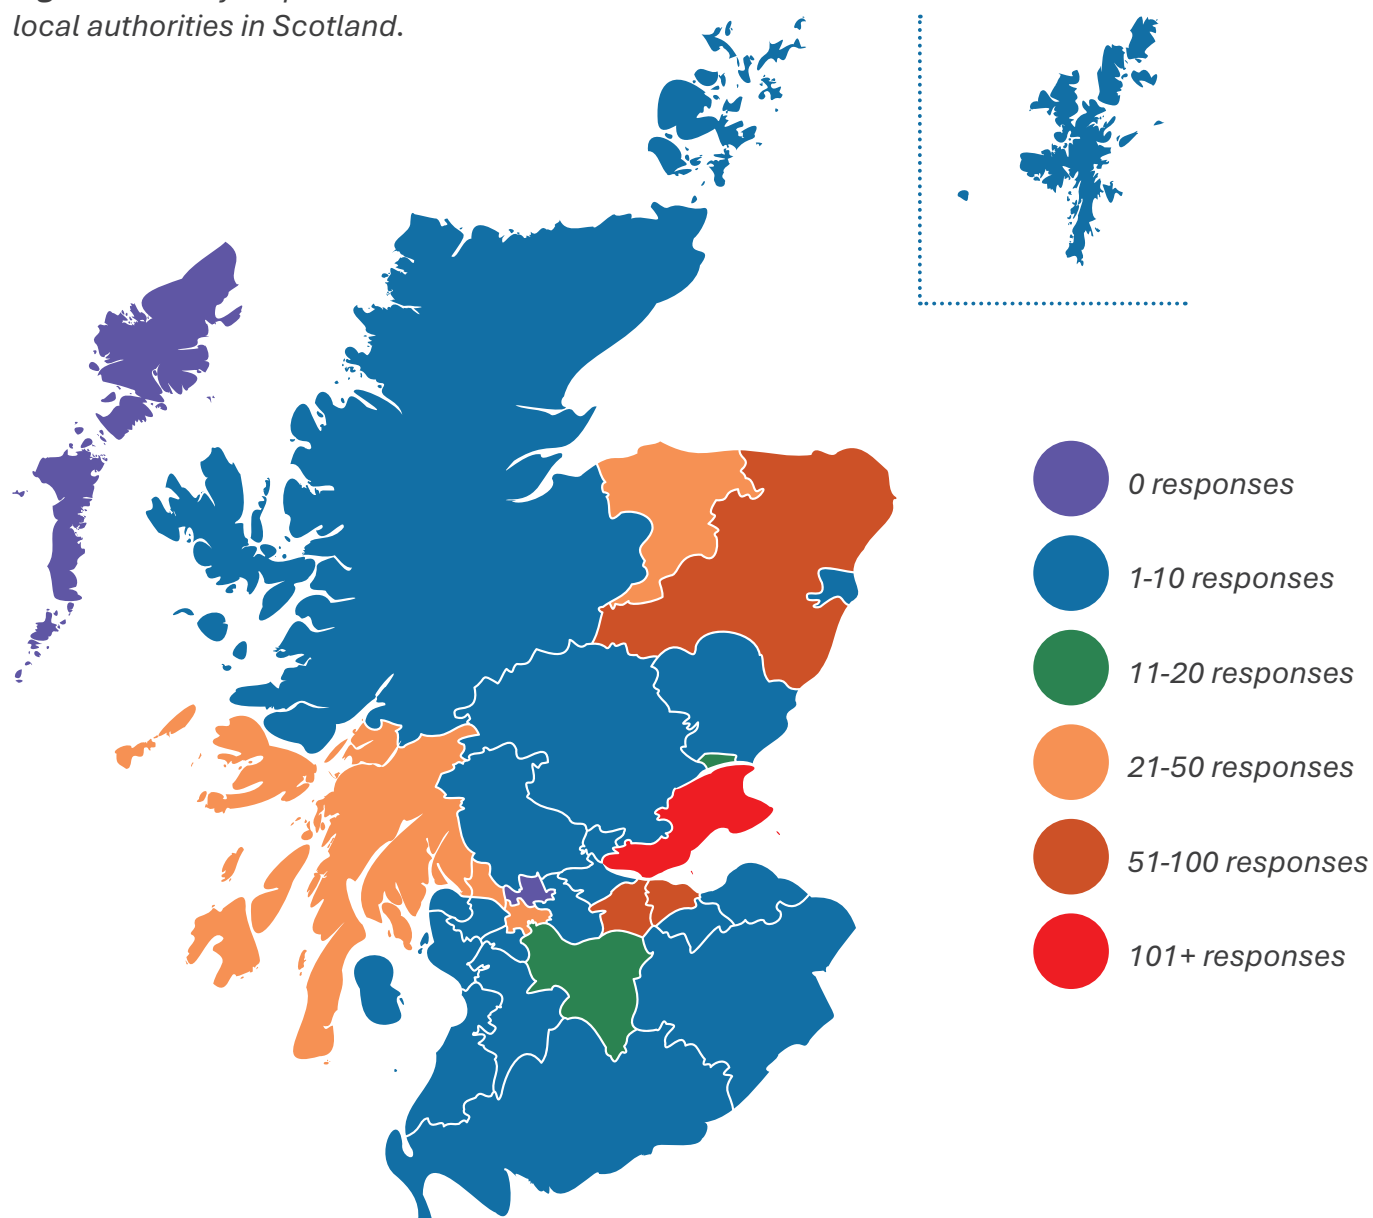 local authorities in Scotland.
0 responses
1-10 responses
11-20 responses
21-50 responses
51-100 responses
101+ responses